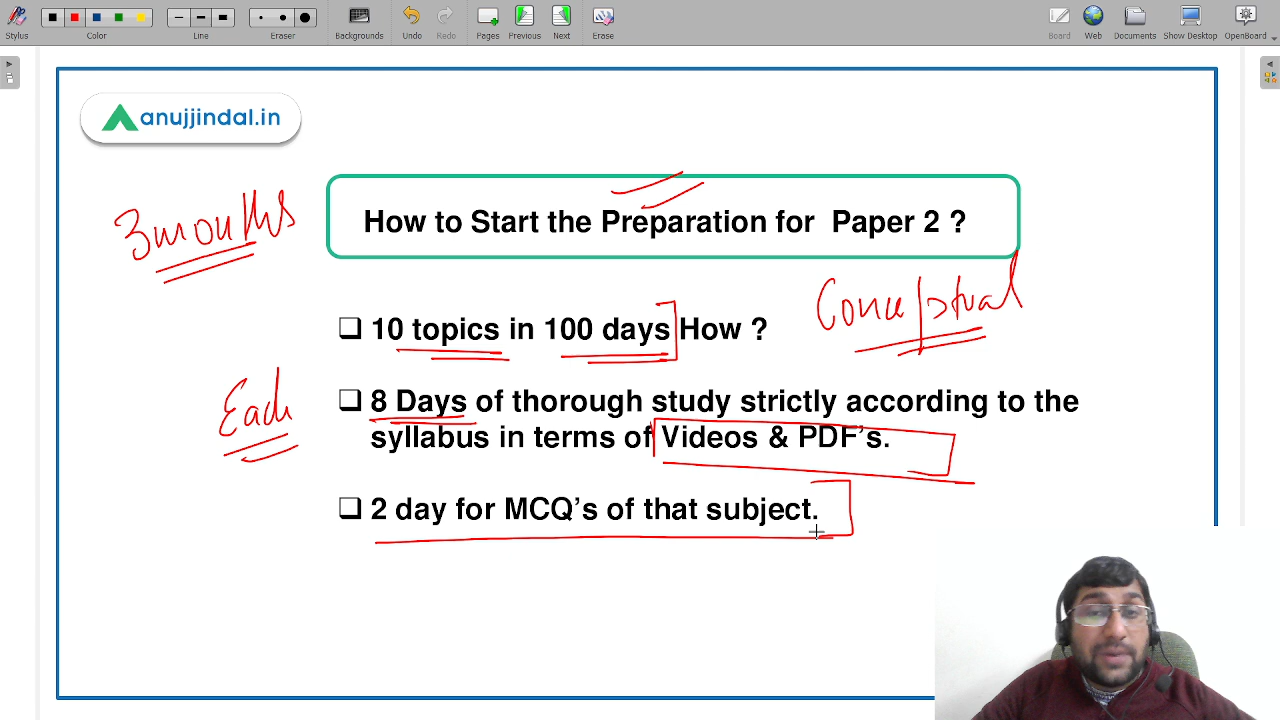 Stylus
Color
Line
Eraser
Backgrounds
Undo
Redo
Pages
Previous
Next
Erase
Board
Web
Documents
Show Desktop
OpenBoard
anujjindal.in
3 months
How to Start the Preparation for Paper 2 ?
Conceptual
10 topics in 100 days How ?
Each
8 Days of thorough study strictly according to the
syllabus in terms of Videos & PDF's.
2 day for MCQ's of that subject.